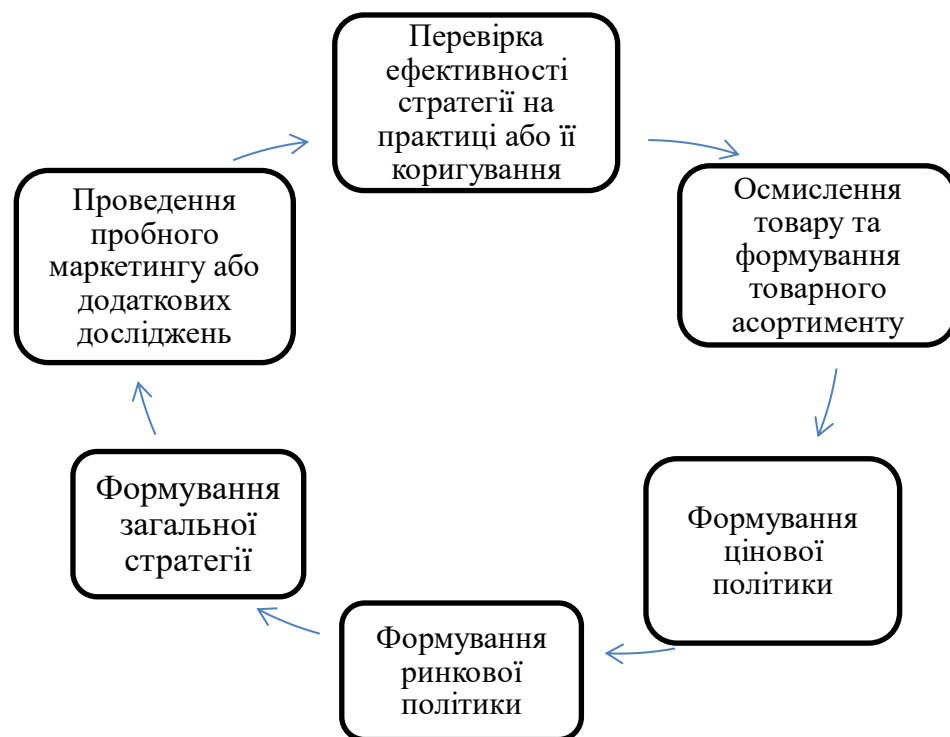 Перевірка
ефективності
стратегії на
практиці або її
коригування
Осмислення
товару та
формування
товарного
асортименту
Формування
цінової
політики
Формування
ринкової
політики
Формування
загальної
стратегії
Проведення
пробного
маркетингу або
додаткових
досліджень